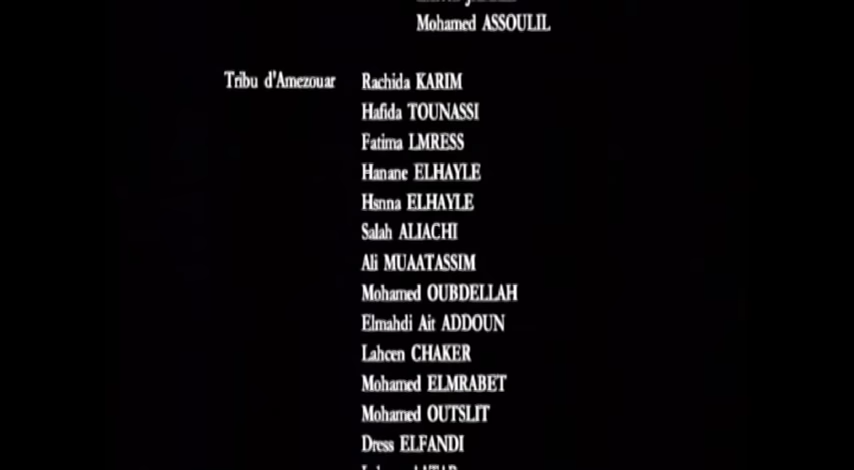 Mohamed ASSOULIL
Tribu d'Amezouar Rachida KARIM
Hafida TOUNASSI
Fatima LMRESS
Hanane ELHAYLE
Hsnna ELHAYLE
Salah ALIACHI
Ali MUAATASSIM
Mohamed OUBDELLAH
Elmahdi Ait ADDOUN
Lahcen CHAKER
Mohamed ELMRABET
Mohamed OUTSLIT
Dress ELFANDI